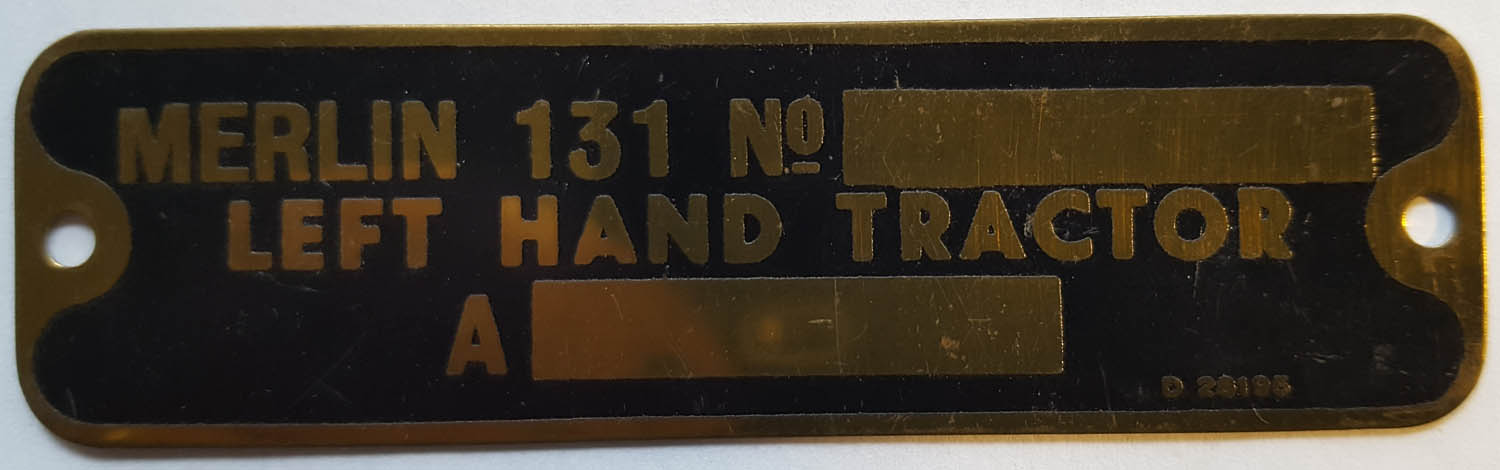 MERLIN 131 Nº
LEFT HAND TRACTOR
A
D 28195